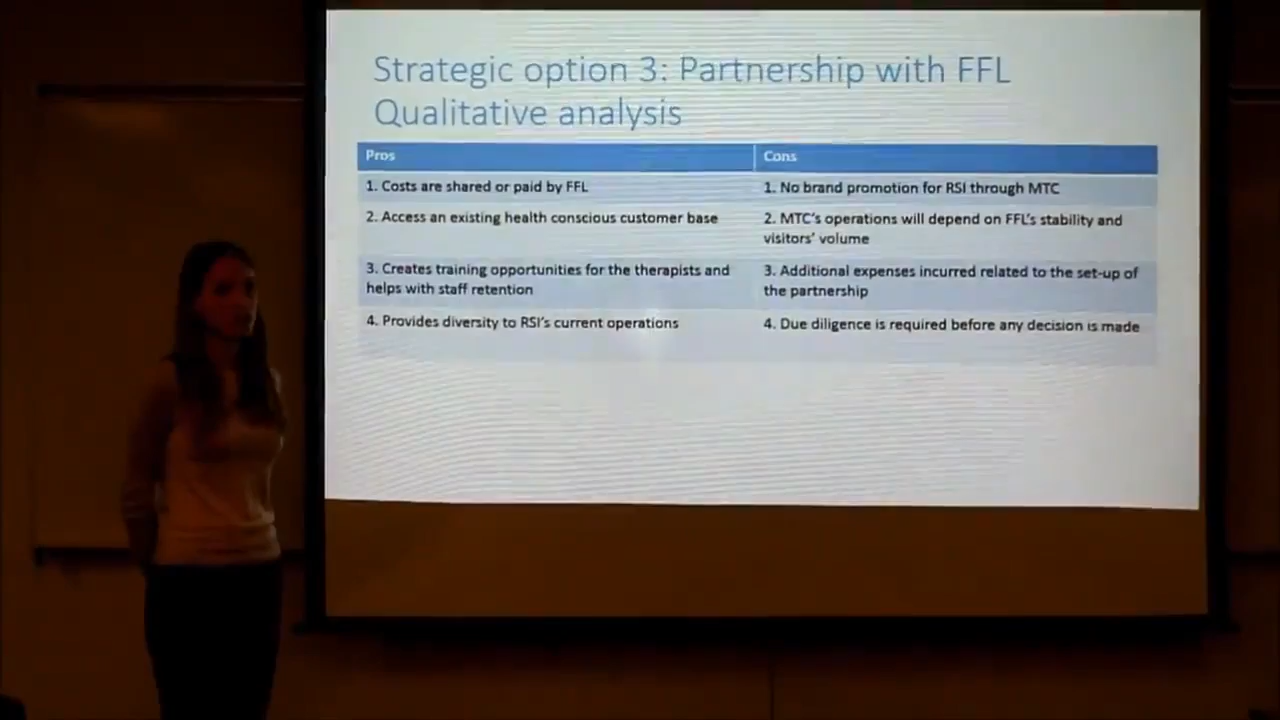 Strategic option 3: Partnership with FFL
Qualitative analysis
Pros
Cons
1. Costs are shared or paid by FFL
1. No brand promotion for RSI through MTC
2. Access an existing health conscious customer base
2. MTC's operations will depend on FFL's stability and
visitors' volume
3. Creates training opportunities for the therapists and
helps with staff retention
3. Additional expenses incurred related to the set-up of
the partnership
4. Provides diversity to RSI's current operations
4. Due diligence is required before any decision is made